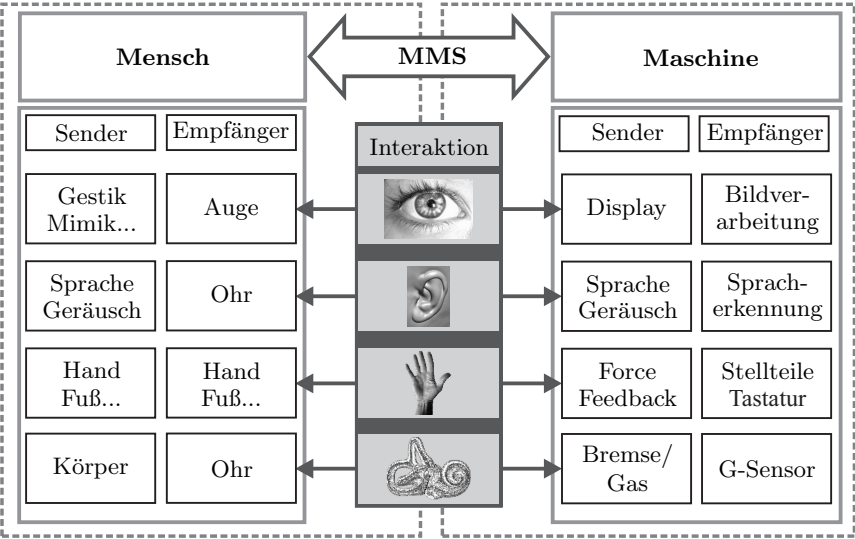 Mensch
MMS
Maschine
Sender
Empfänger
Interaktion
Sender
Empfänger
Gestik
Mimik...
Auge
Display
Bildver-
arbeitung
Sprache
Geräusch
Ohr
Sprache
Geräusch
Sprach-
erkennung
Hand
Fuß...
Hand
Fuß...
Force
Feedback
Stellteile
Tastatur
Körper
Ohr
Bremse/
Gas
G-Sensor